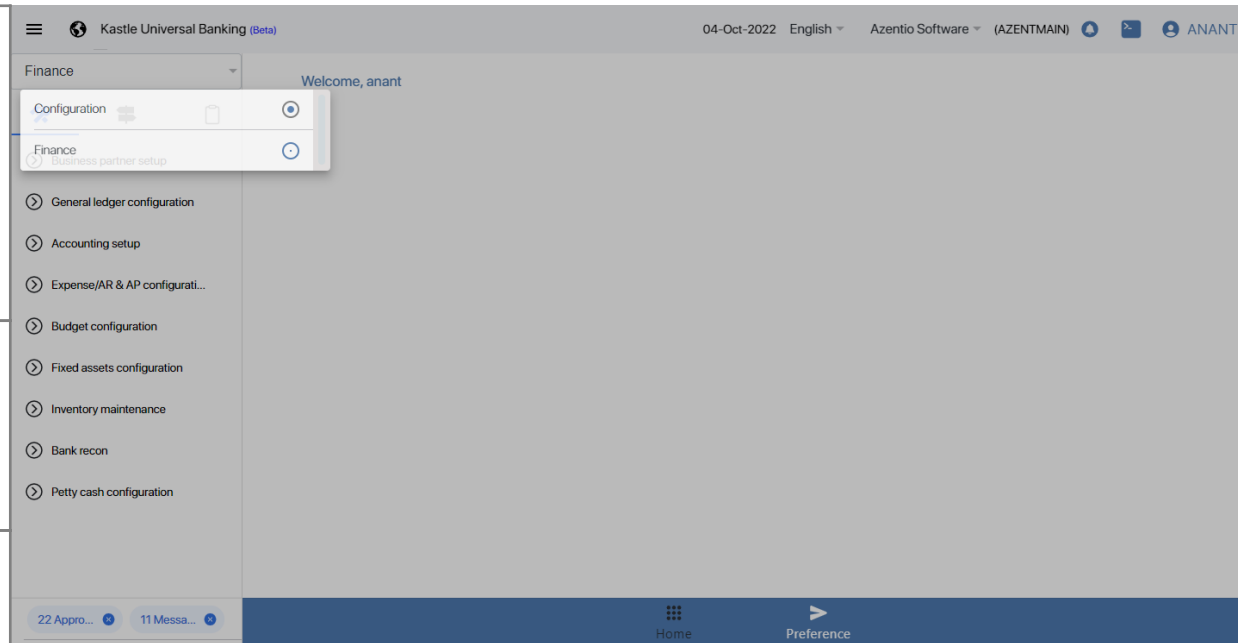 Kastle Universal Banking (Beta)
04-Oct-2022 English Azentio Software (AZENTMAIN) ANANT
Finance
Welcome, anant
Configuration
Finance
Business partner setup
General ledger configuration
Accounting setup
Expense/AR & AP configurati...
Budget configuration
Fixed assets configuration
Inventory maintenance
Bank recon
Petty cash configuration
22 Appro... 11 Messa...
Home Preference